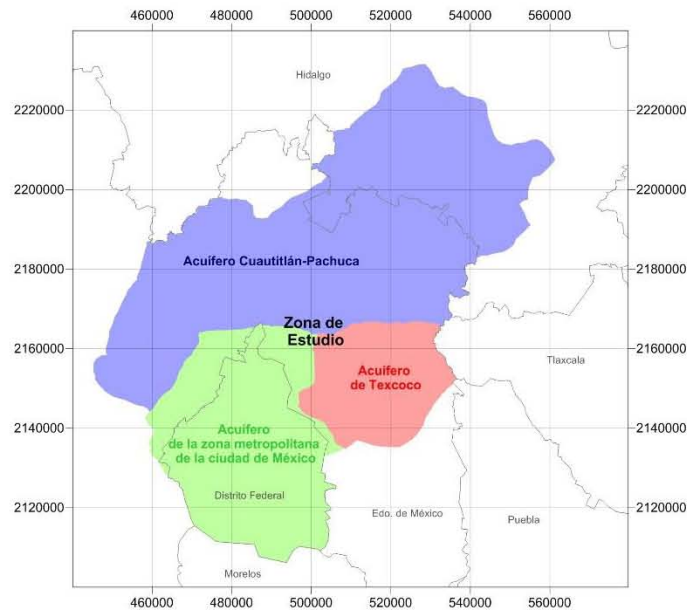 460000 480000 500000 520000 540000 560000
Hidalgo
2220000 2220000
2200000 2200000
Acuífero Cuautitlán-Pachuca
2180000 2180000
Zona de
Estudio
2160000 2160000
Tlaxcala
Acuífero
de Texcoco
2140000 2140000
Acuífero
de la zona metropolitana
de la ciudad de México
Distrito Federal
2120000 2120000
Edo. de México
Puebla
Morelos
460000 480000 500000 520000 540000 560000